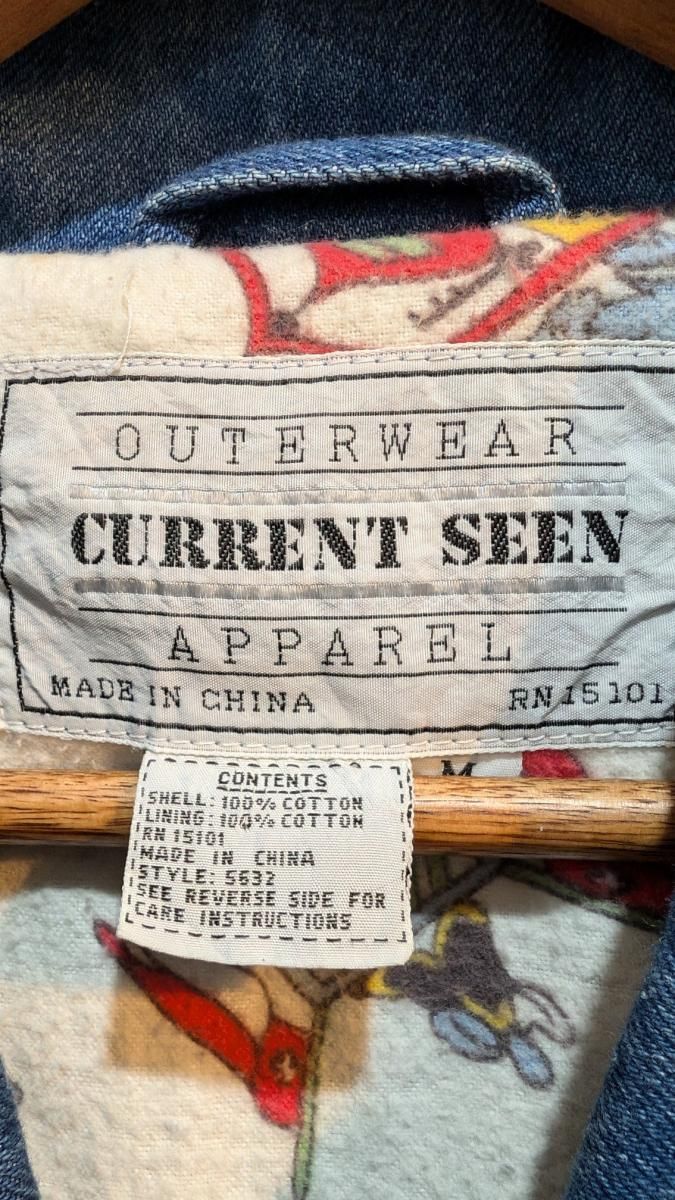 OUTERWEAR
CURRENT SEEN
APPAREL
MADE IN CHINA RN 15101
M
CONTENTS
SHELL: 100% COTTON
LINING: 100% COTTON
RN 15101
MADE IN CHINA
STYLE: 5632
SEE REVERSE SIDE FOR
CARE INSTRUCTIONS